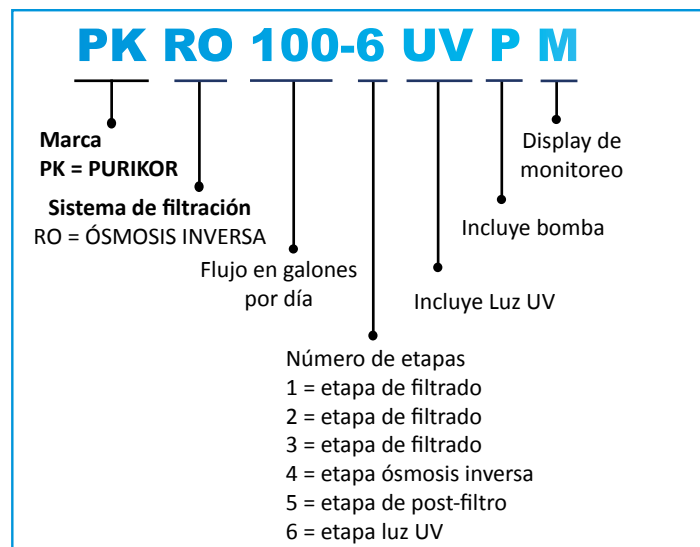 PK RO 100-6 UV P M
Marca
PK = PURIKOR
Sistema de filtración
RO = ÓSMOSIS INVERSA
Flujo en galones
por día
Número de etapas
1 = etapa de filtrado
2 = etapa de filtrado
3 = etapa de filtrado
4 = etapa ósmosis inversa
5 = etapa de post-filtro
6 = etapa luz UV
Incluye Luz UV
Incluye bomba
Display de
monitoreo